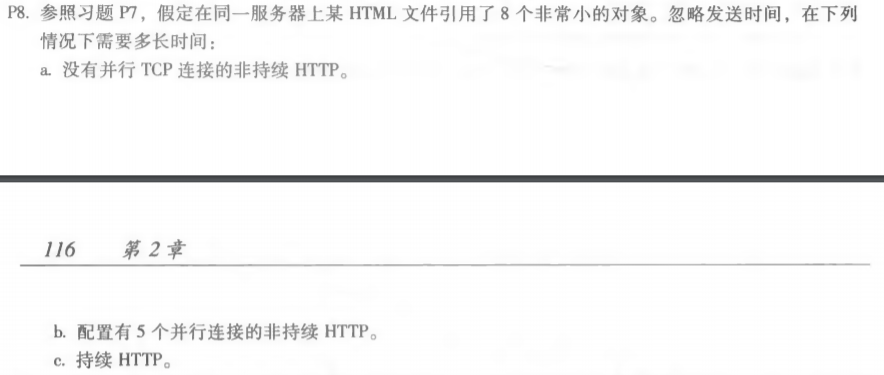 P8. 参照习题 P7，假定在同一服务器上某 HTML 文件引用了 8 个非常小的对象。忽略发送时间，在下列
情况下需要多长时间：
a. 没有并行 TCP 连接的非持续 HTTP。
116 第 2 章
b. 配置有 5 个并行连接的非持续 HTTP。
c. 持续 HTTP。